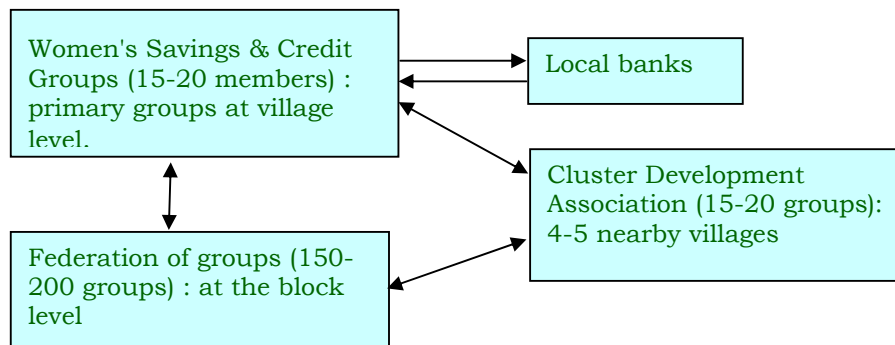 Women's Savings & Credit
Groups (15-20 members) :
primary groups at village
level.
Local banks
Cluster Development
Association (15-20 groups):
4-5 nearby villages
Federation of groups (150-
200 groups) : at the block
level